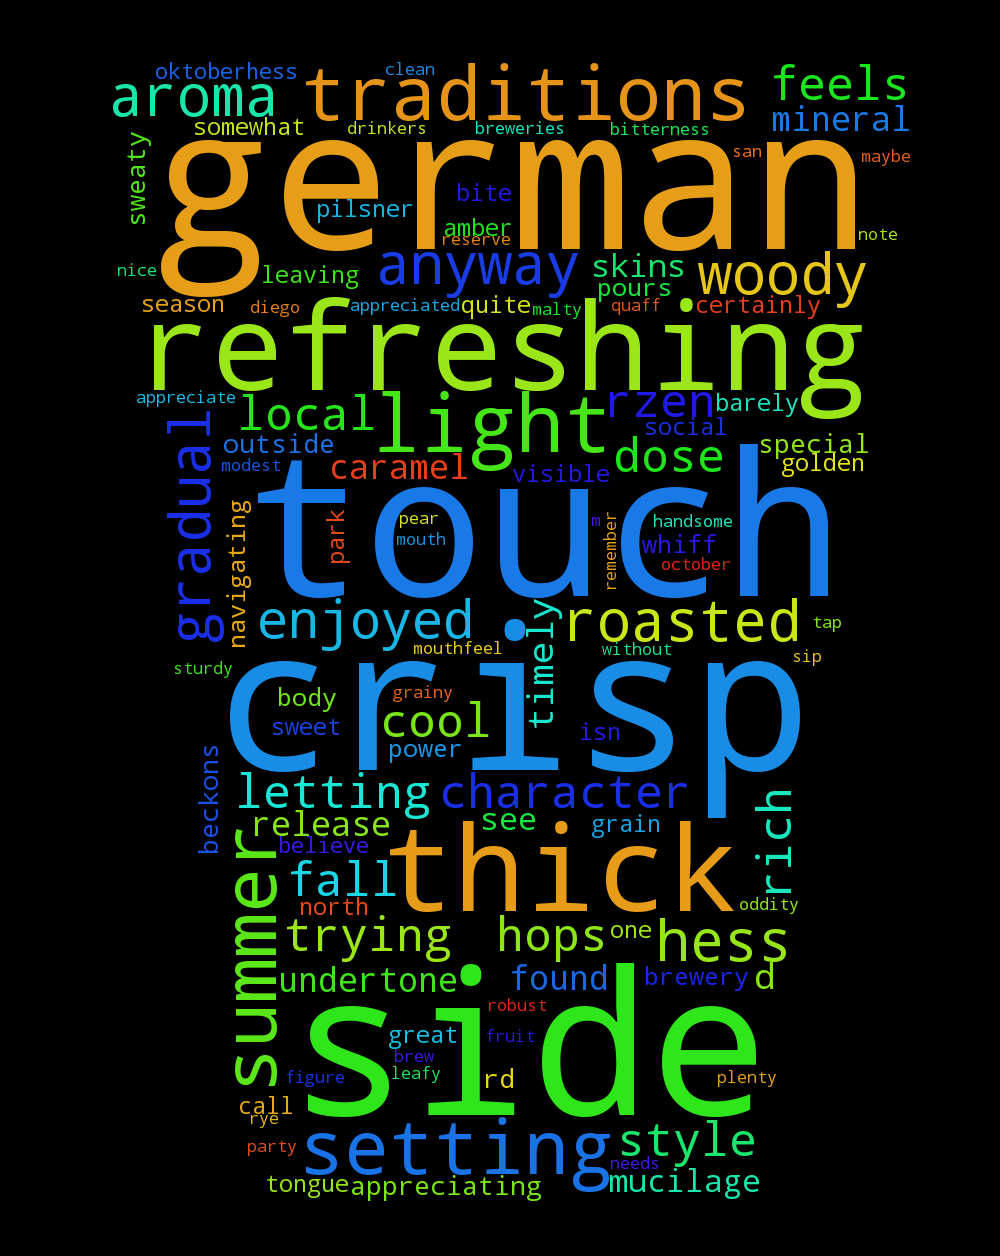 oktoberhess clean
aroma traditions feels
somewhat drinkers breweries bitterness mineral
sweaty german san maybe
bite
pilsner amber
reserve note
nice leaving anyway skins woody
pours
season diego appreciated quite malty quaff certainly
refreshing
appreciate local light rzen barely
gradual outside social special
modest caramel visible dose golden
touch
navigating park pear mouth m remember handsome
whiff
october
enjoyed roasted tap
mouthfeel timely without sip
sturdy crisp
body grainy
sweet cool isn
beckons power
letting character rich
release see grain
summer believe thick
fall
north oddity
trying hops one hess
undertone found brewery d
side robust
great fruit
brew
figure leafy rd plenty
call
rye
party setting style
needs
tongue appreciating mucilage